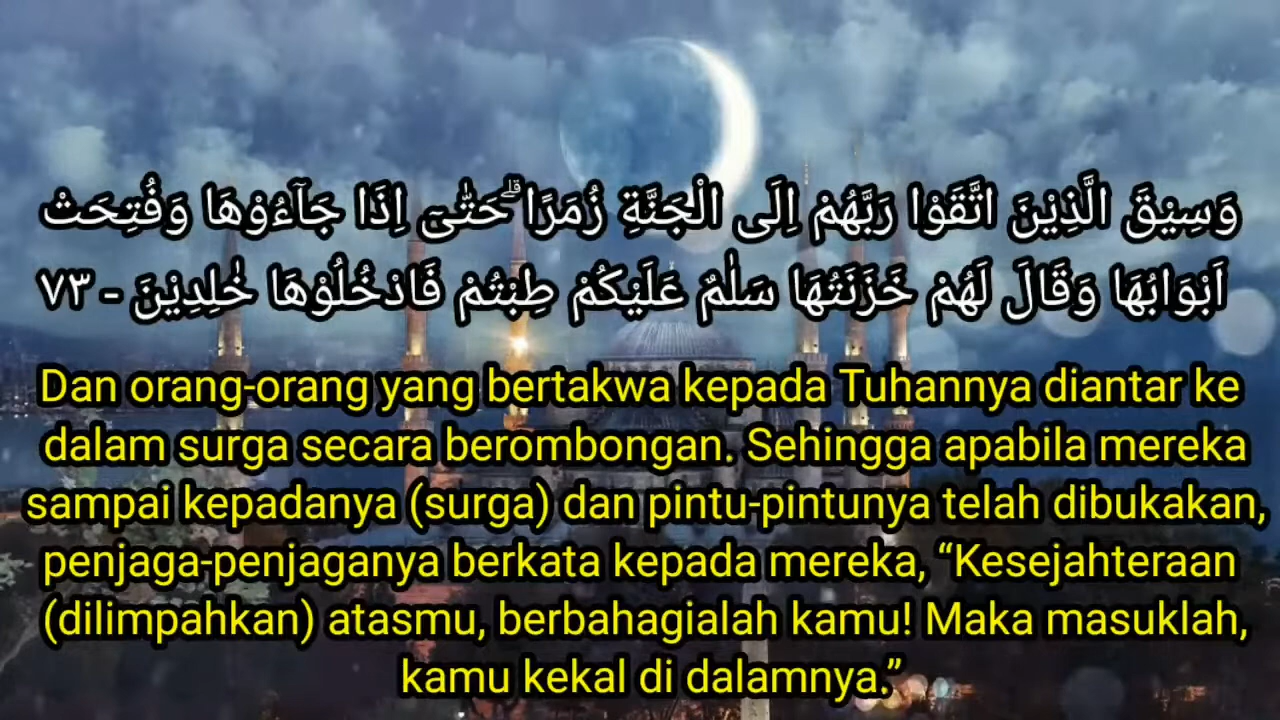 وَسِيْقَ الَّذِيْنَ اتَّقَوْا رَبَّهُمْ اِلَى الْجَنَّةِ زُمَرًا ۗحَتّٰىٓ اِذَا جَاۤءُوْهَا وَفُتِحَتْ
اَبْوَابُهَا وَقَالَ لَهُمْ خَزَنَتُهَا سَلٰمٌ عَلَيْكُمْ طِبْتُمْ فَادْخُلُوْهَا خٰلِدِيْنَ - ٧٣
Dan orang-orang yang bertakwa kepada Tuhannya diantar ke
dalam surga secara berombongan. Sehingga apabila mereka
sampai kepadanya (surga) dan pintu-pintunya telah dibukakan,
penjaga-penjaganya berkata kepada mereka, “Kesejahteraan
(dilimpahkan) atasmu, berbahagialah kamu! Maka masuklah,
kamu kekal di dalamnya.”